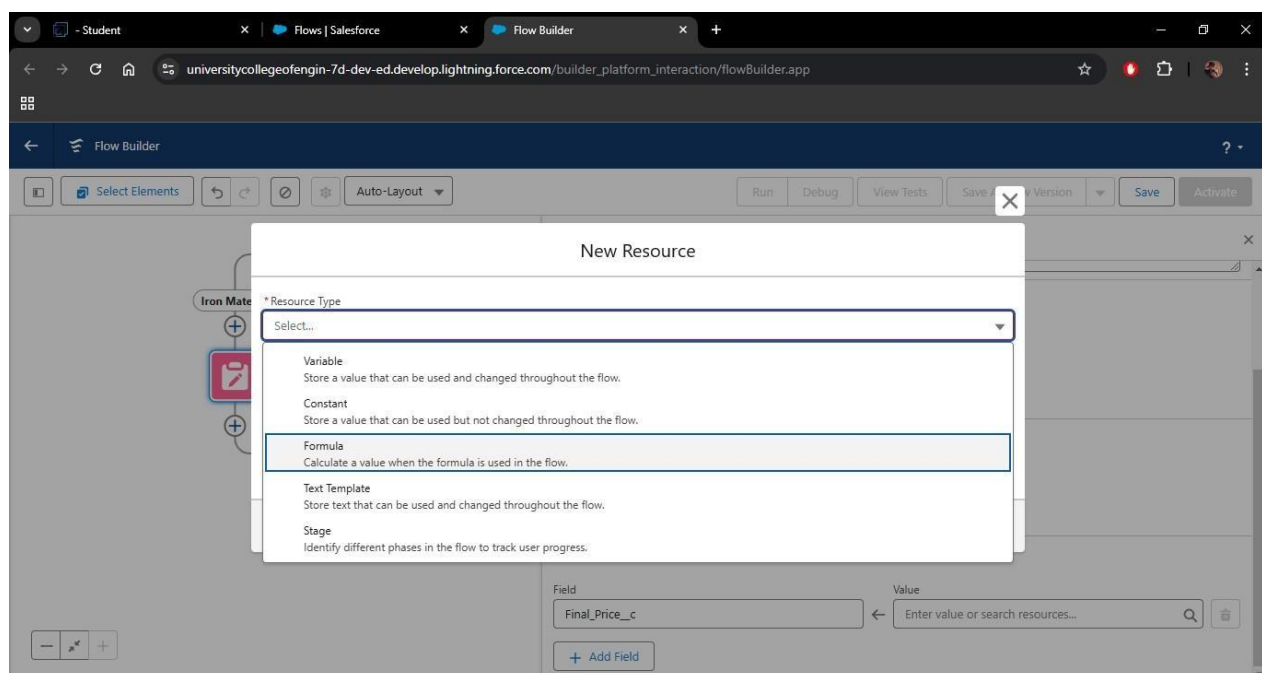 - Student
Flows | Salesforce
Flow Builder
universitycollegeofengin-7d-dev-ed.develop.lightning.force.com/builder_platform_interaction/flowBuilder.app
Flow Builder
?
Select Elements
Auto-Layout
Run
Debug
View Tests
Save
Version
Save
Activate
New Resource
Iron Mate
* Resource Type
Select...
Variable
Store a value that can be used and changed throughout the flow.
Constant
Store a value that can be used but not changed throughout the flow.
Formula
Calculate a value when the formula is used in the flow.
Text Template
Store text that can be used and changed throughout the flow.
Stage
Identify different phases in the flow to track user progress.
Field
Value
Final_Price__c
Enter value or search resources...
+ Add Field